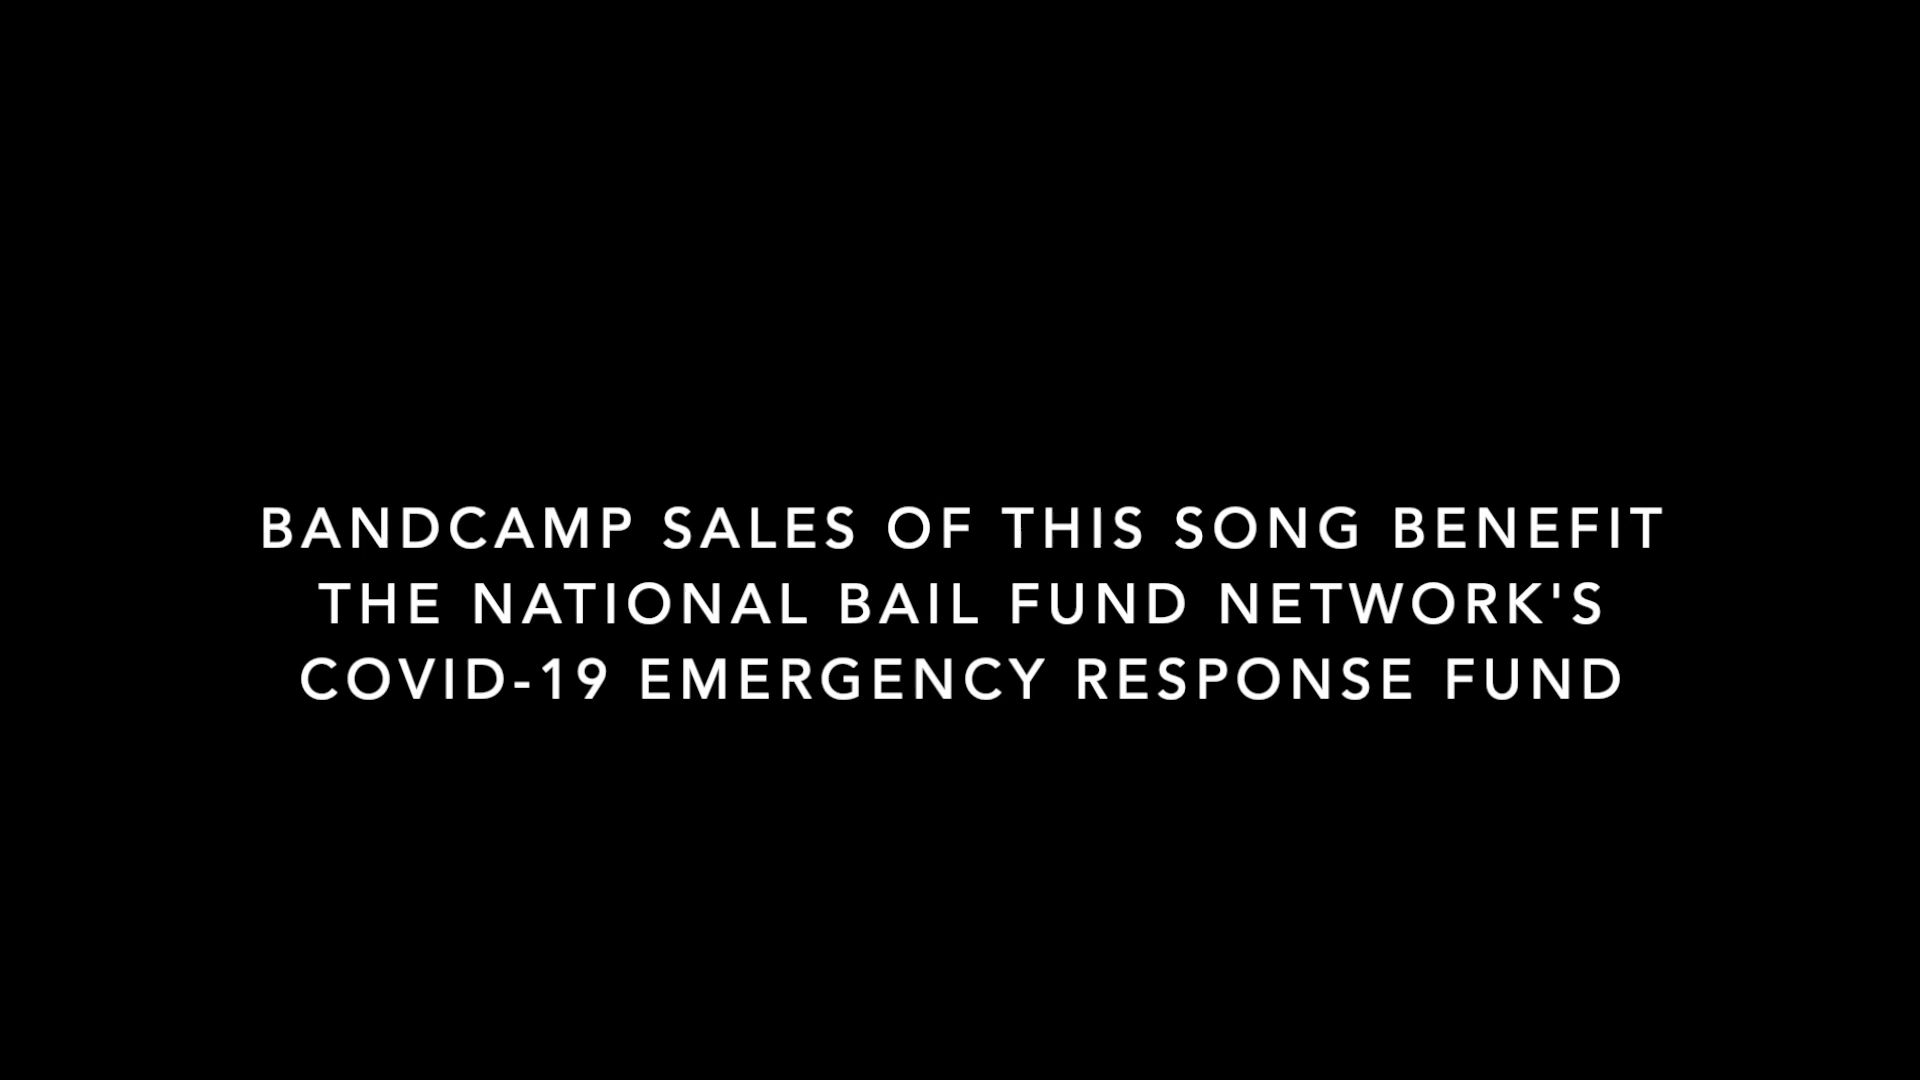 BANDCAMP SALES OF THIS SONG BENEFIT
THE NATIONAL BAIL FUND NETWORK'S
COVID-19 EMERGENCY RESPONSE FUND